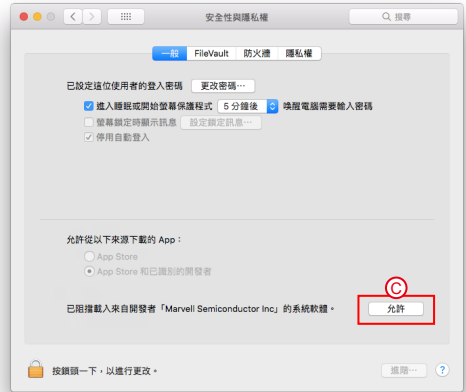 安全性與隱私權
搜尋
一般 FileVault 防火牆 隱私權
已設定這位使用者的登入密碼 更改密碼⋯
進入睡眠或開始螢幕保護程式 5 分鐘後 喚醒電腦需要輸入密碼
螢幕鎖定時顯示訊息 設定鎖定訊息⋯
停用自動登入
允許從以下來源下載的 App：
App Store
App Store 和已識別的開發者
C
已阻擋載入來自開發者「Marvell Semiconductor Inc」的系統軟體。 允許
按鎖頭一下，以進行更改。 進階⋯ ?